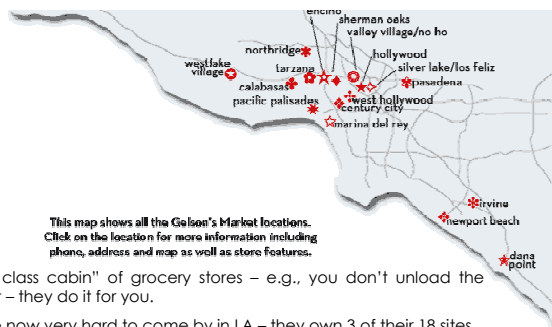 encino
sherman oaks
valley village/no ho
northridge
hollywood
westlake village
tarzana
silver lake/los feliz
calabasas
pasadena
pacific palisades
west hollywood
century city
marina del rey
irvine
newport beach
dana point
This map shows all the Gelson's Market locations.
Click on the location for more information including
phone, address and map as well as store features.
class cabin" of grocery stores – e.g., you don't unload the
– they do it for you.
now very hard to come by in LA – they own 3 of their 18 sites